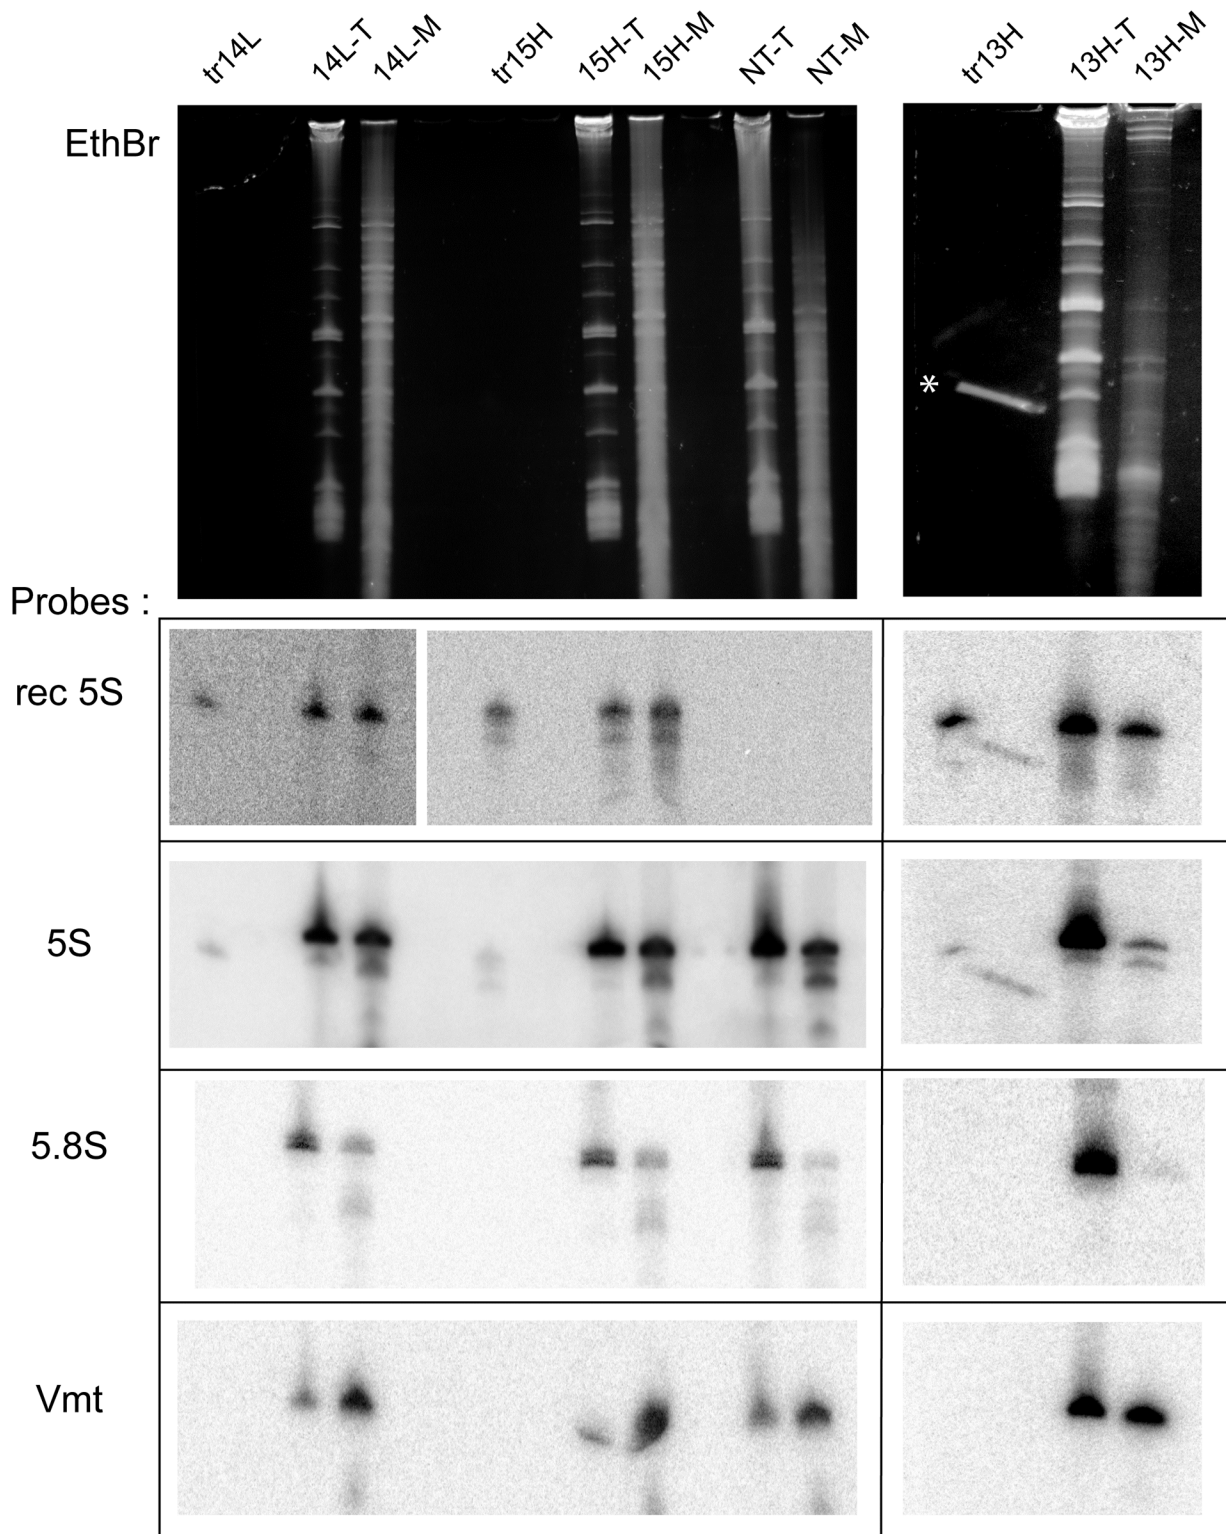 tr14L 14L-T 14L-M tr15H 15H-T 15H-M NT-T NT-M tr13H 13H-T 13H-M
EthBr
*
Probes :
rec 5S
5S
5.8S
Vmt